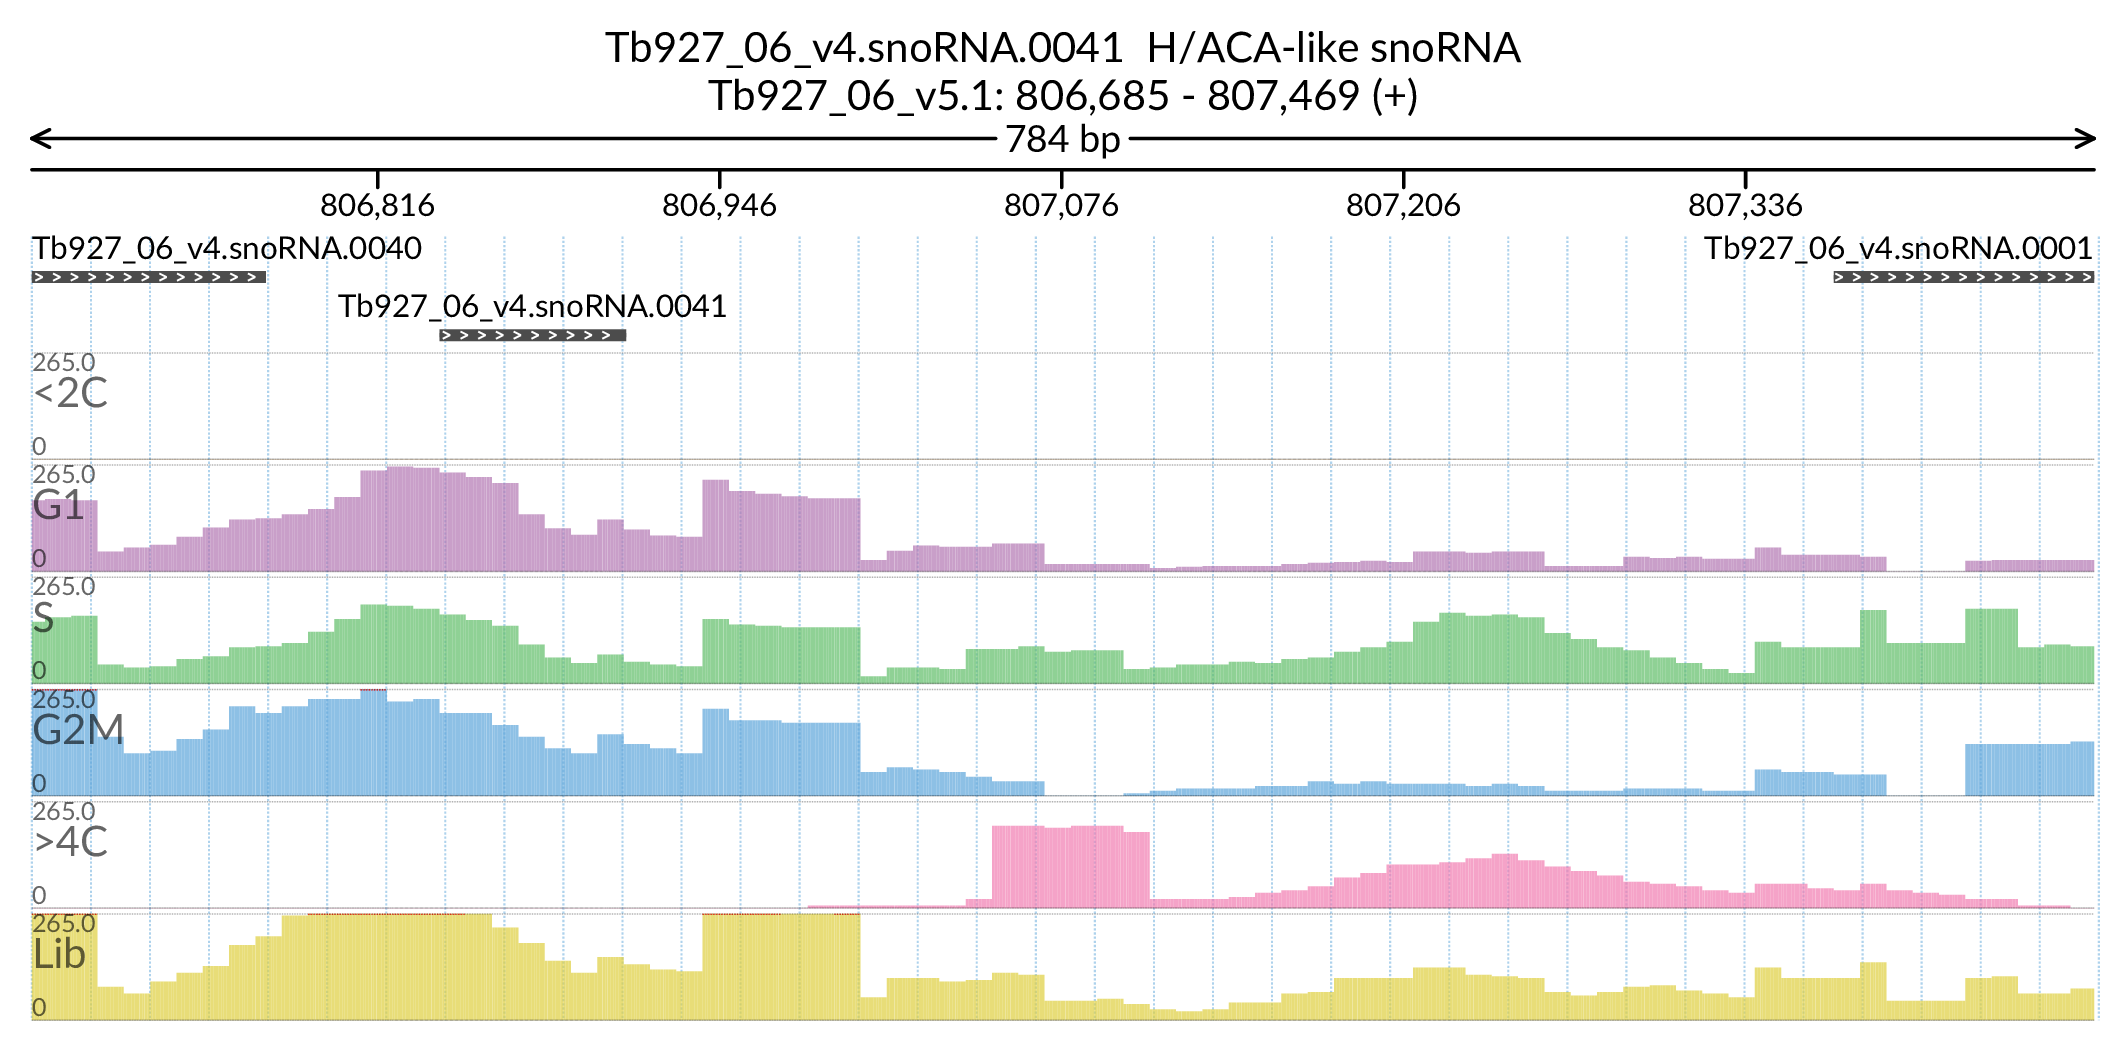 Tb927_06_v4.snoRNA.0041 H/ACA-like snoRNA
Tb927_06_v5.1: 806,685 - 807,469 (+)
784 bp
806,816 806,946 807,076 807,206 807,336
Tb927_06_v4.snoRNA.0040 Tb927_06_v4.snoRNA.0001
Tb927_06_v4.snoRNA.0041
265.0
<2C
0
265.0
G1
0
265.0
S
0
265.0
G2M
0
265.0
>4C
0
265.0
Lib
0